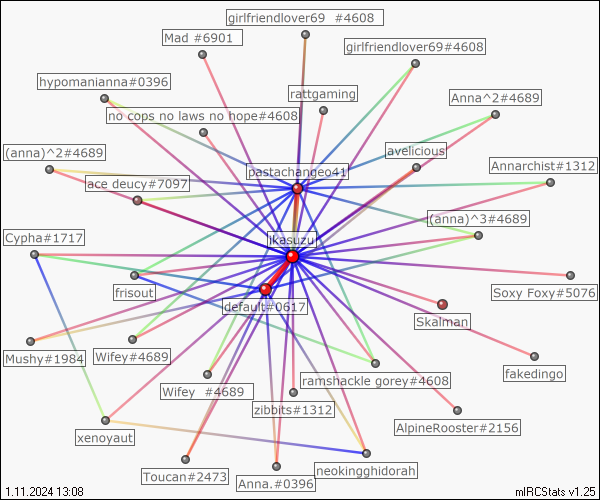 girlfriendlover69  #4608
Mad #6901
girlfriendlover69#4608
hypomanianna#0396
rattgaming
Anna^2#4689
no cops no laws no hope#4608
(anna)^2#4689
avelicious
pastachangeo41
Annarchist#1312
ace deucy#7097
(anna)^3#4689
Cypha#1717
jkasuzu
frisout
default#0617
Soxy Foxy#5076
Skalman
Mushy#1984
Wifey#4689
fakedingo
Wifey  #4689
ramshackle gorey#4608
zibbits#1312
AlpineRooster#2156
xenoyaut
Toucan#2473
Anna.#0396
neokingghidorah
1.11.2024 13:08
mIRCStats v1.25